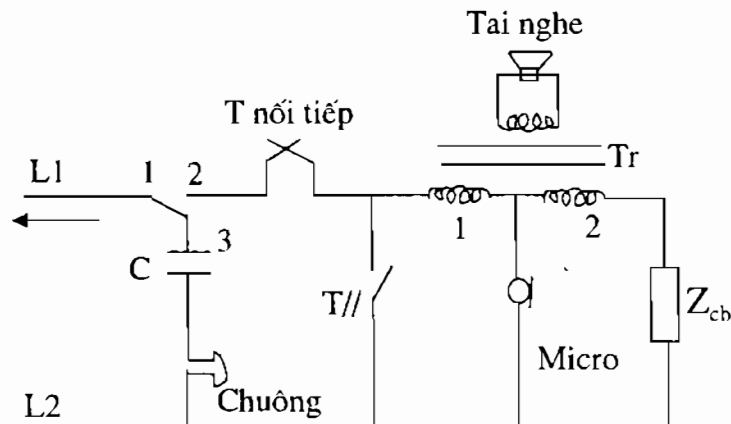 Tai nghe
T nối tiếp
Tr
L1
1
2
1
2
3
C
T//
Z_cb
Micro
L2
Chuông